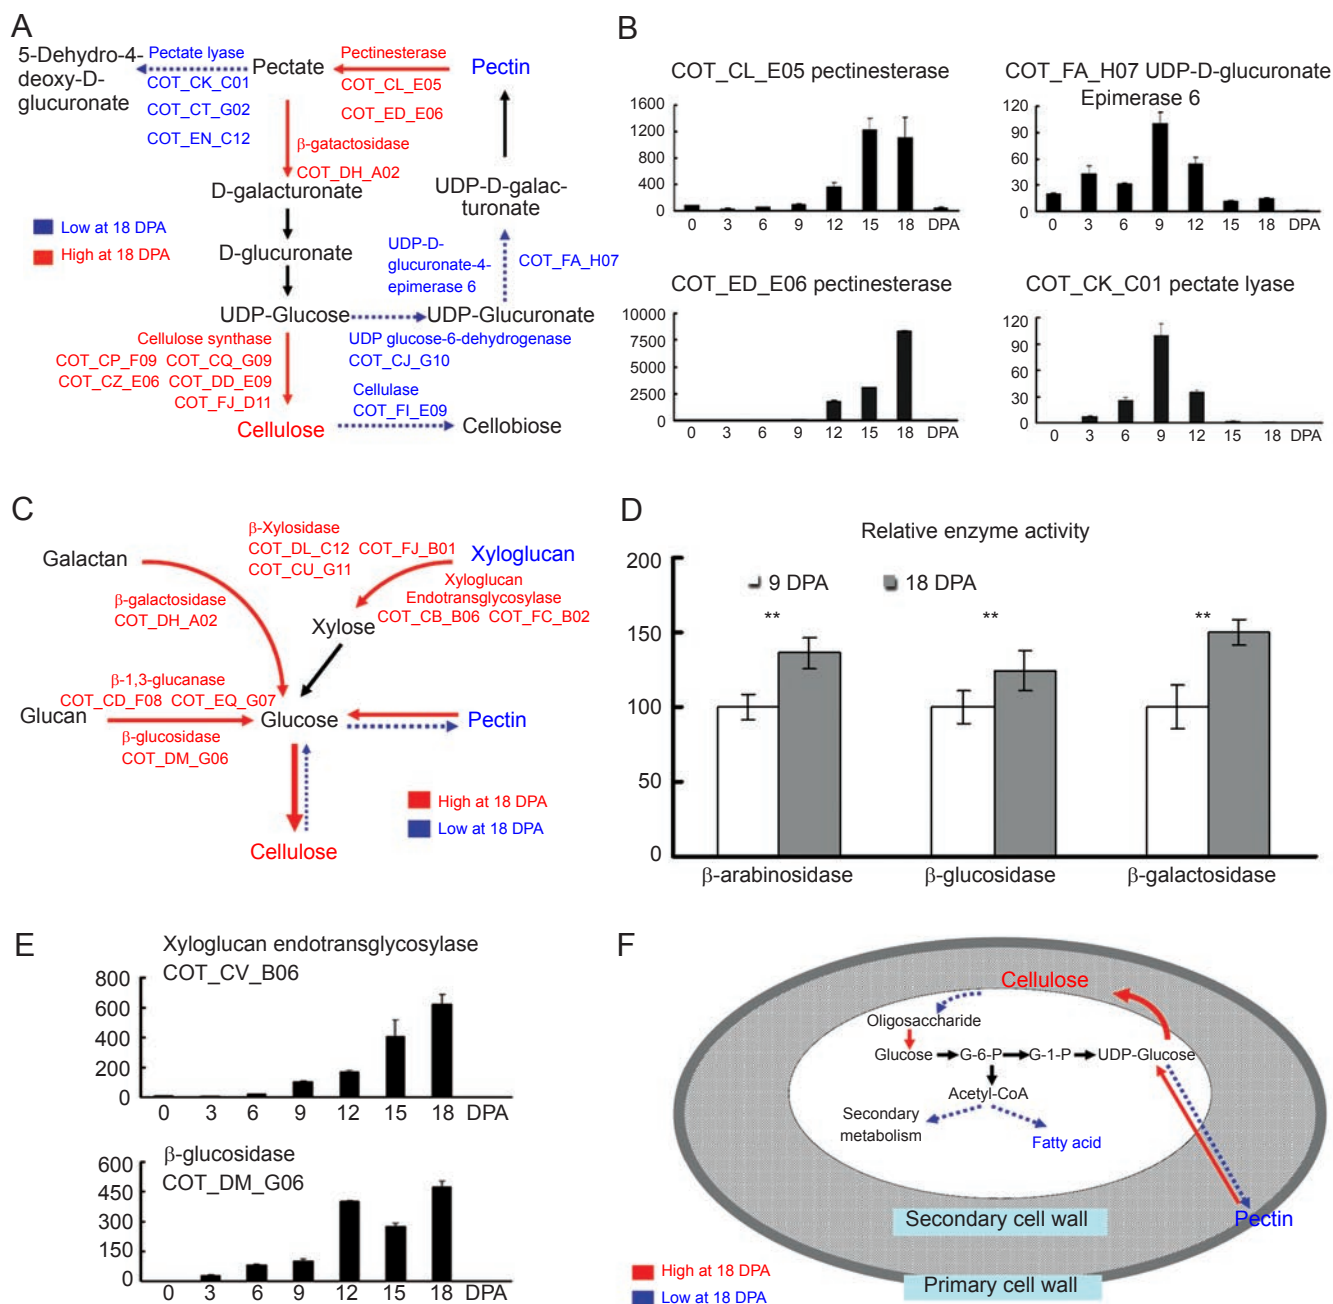 A
5-Dehydro-4-
deoxy-D-
glucuronate
Pectate lyase
COT_CK_C01
COT_CT_G02
COT_EN_C12
Pectate
Pectinesterase
COT_CL_E05
COT_ED_E06
Pectin
β-gatactosidase
COT_DH_A02
D-galacturonate
UDP-D-galac-
turonate
Low at 18 DPA
High at 18 DPA
D-glucuronate
UDP-D-
glucuronate-4-
epimerase 6
COT_FA_H07
UDP-Glucose
UDP-Glucuronate
Cellulose synthase
COT_CP_F09 COT_CQ_G09
COT_CZ_E06 COT_DD_E09
COT_FJ_D11
UDP glucose-6-dehydrogenase
COT_CJ_G10
Cellulase
COT_FI_E09
Cellulose
Cellobiose
B
COT_CL_E05 pectinesterase
1600
1200
800
400
0
0 3 6 9 12 15 18 DPA
COT_FA_H07 UDP-D-glucuronate
Epimerase 6
120
90
60
30
0
0 3 6 9 12 15 18 DPA
COT_ED_E06 pectinesterase
10000
7500
5000
2500
0
0 3 6 9 12 15 18 DPA
COT_CK_C01 pectate lyase
120
90
60
30
0
0 3 6 9 12 15 18 DPA
C
Galactan
β-Xylosidase
COT_DL_C12 COT_FJ_B01
COT_CU_G11
Xyloglucan
Xyloglucan
Endotransglycosylase
COT_CB_B06 COT_FC_B02
β-galactosidase
COT_DH_A02
Xylose
β-1,3-glucanase
COT_CD_F08 COT_EQ_G07
Glucan
Glucose
Pectin
β-glucosidase
COT_DM_G06
High at 18 DPA
Low at 18 DPA
Cellulose
D
Relative enzyme activity
200
150
100
50
0
9 DPA
18 DPA
** ** **
β-arabinosidase β-glucosidase β-galactosidase
E
Xyloglucan endotransglycosylase
COT_CV_B06
800
600
400
200
0
0 3 6 9 12 15 18 DPA
β-glucosidase
COT_DM_G06
600
450
300
150
0
0 3 6 9 12 15 18 DPA
F
Cellulose
Oligosaccharide
Glucose G-6-P G-1-P UDP-Glucose
Acetyl-CoA
Secondary
metabolism
Fatty acid
Secondary cell wall
Pectin
High at 18 DPA
Low at 18 DPA
Primary cell wall